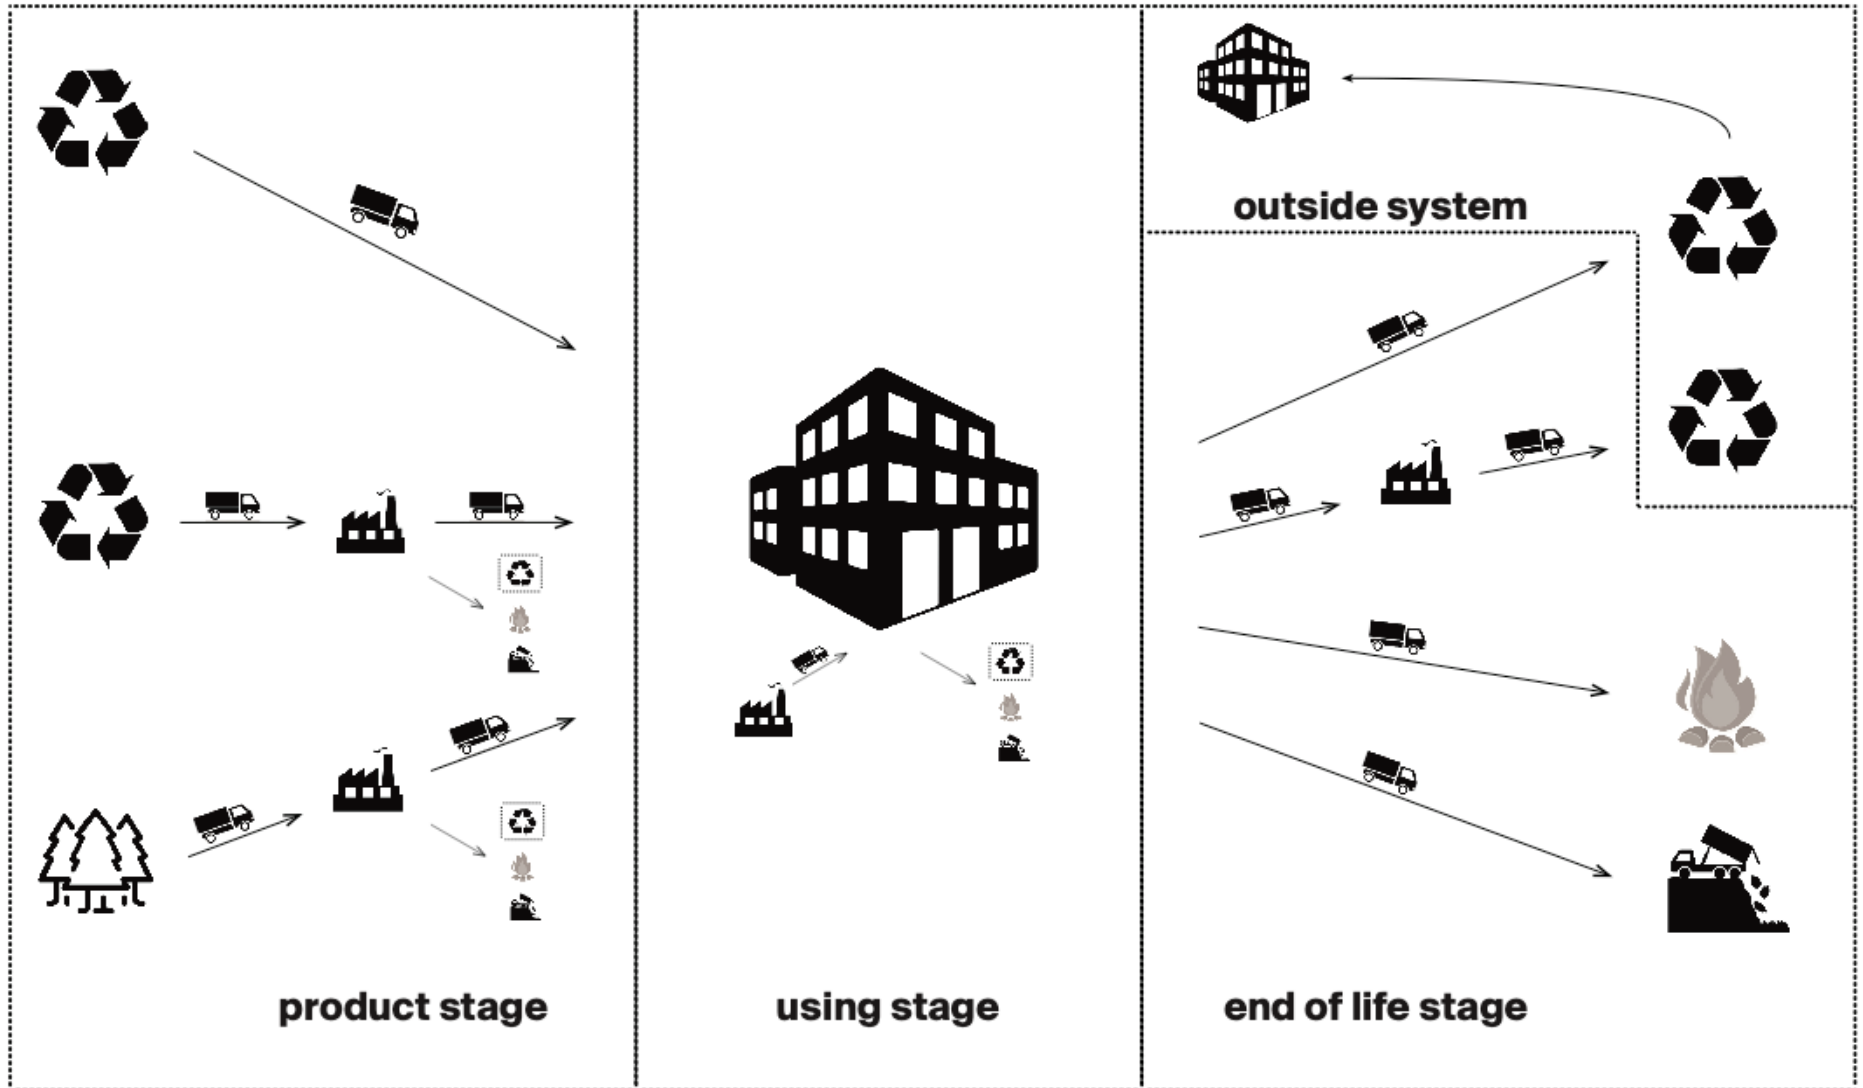 outside system
product stage
using stage
end of life stage